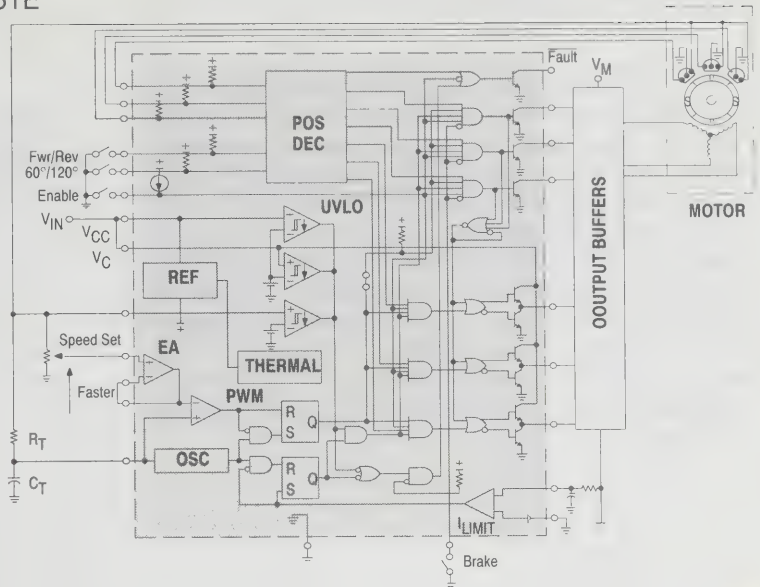 Fault
V_M
POS
DEC
Fwr/Rev
60°/120°
Enable
UVLO
MOTOR
V_IN
V_CC
V_C
REF
OOUTPUT BUFFERS
Speed Set
EA
THERMAL
Faster
PWM
R
S
Q
R_T
OSC
R
S
Q
C_T
I_LIMIT
Brake
S
S